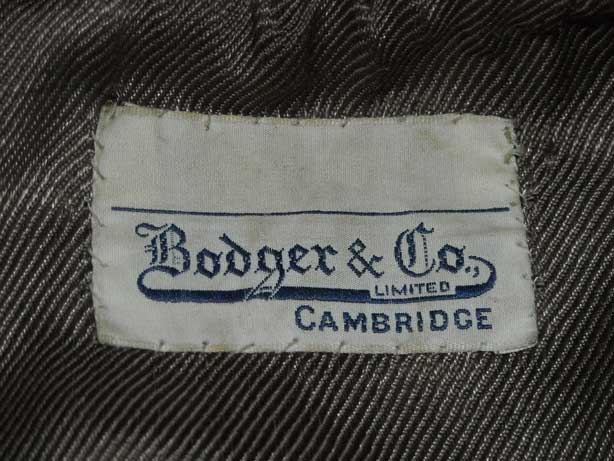 Bodger & Co.,
LIMITED
CAMBRIDGE